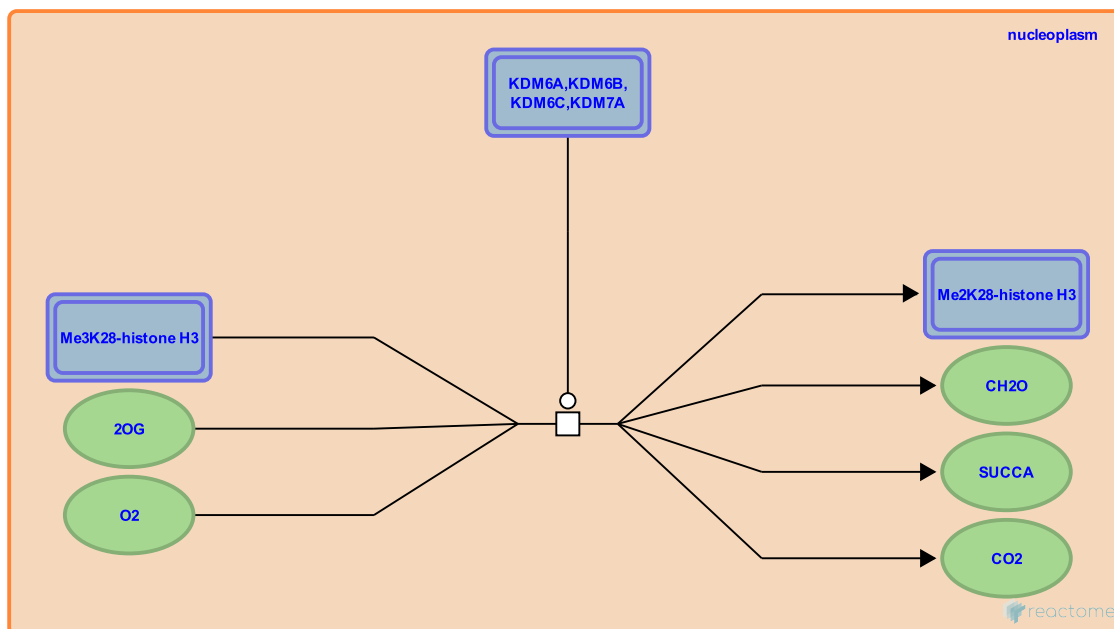 nucleoplasm
KDM6A,KDM6B,
KDM6C,KDM7A
Me3K28-histone H3
2OG
O2
Me2K28-histone H3
CH2O
SUCCA
CO2
reactome